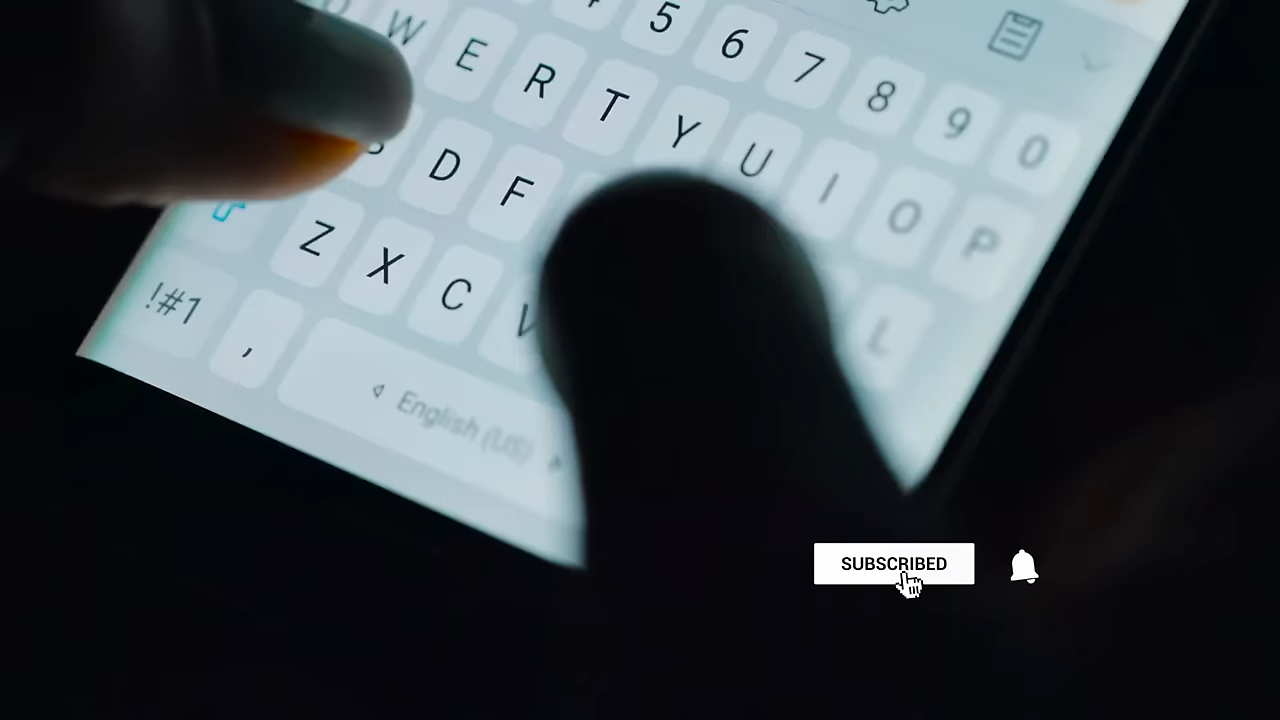 5 6 7 8 9 0
W E R T Y U I O P
D F L
Z X C V
!#1 , English (US)
SUBSCRIBED